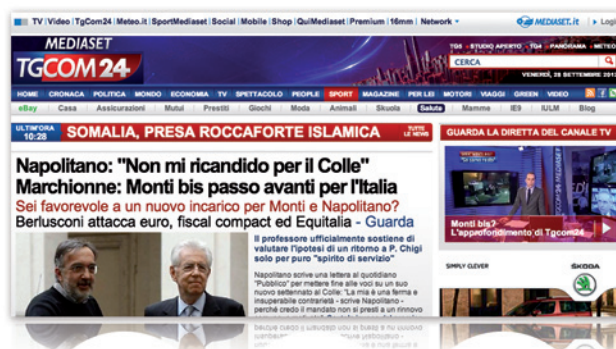 TV | Video | TgCom24 | Meteo.it | SportMediaset | Social | Mobile | Shop | QuiMediaset | Premium | 16mm | Network
MEDIASET.it
MEDIASET
TGCOM24
TG5 STUDIO APERTO TG4 PANORAMA METEO
CERCA
VENERDÌ, 28 SETTEMBRE 201
HOME CRONACA POLITICA MONDO ECONOMIA TV SPETTACOLO PEOPLE SPORT MAGAZINE PER LEI MOTORI VIAGGI GREEN VIDEO
eBay Casa Assicurazioni Mutui Prestiti Giochi Moda Animali Skuola Salute Mamme IE9 IULM Blog
ULTIM'ORA
10:28
SOMALIA, PRESA ROCCAFORTE ISLAMICA
TUTTE
LE NEWS
GUARDA LA DIRETTA DEL CANALE TV
Napolitano: "Non mi ricandido per il Colle"
Marchionne: Monti bis passo avanti per l'Italia
Sei favorevole a un nuovo incarico per Monti e Napolitano?
Berlusconi attacca euro, fiscal compact ed Equitalia - Guarda
Il professore ufficialmente sostiene di
valutare l'ipotesi di un ritorno a P. Chigi
solo per puro "spirito di servizio"
Napolitano scrive una lettera al quotidiano
"Pubblico" per mettere fine alle voci su un suo
nuovo settennato al Colle: "La mia è una ferma e
insuperabile contrarietà - scrive Napolitano -
perché credo il mandato non si presti a un rinnovo
Monti bis?
L'approfondimento di Tgcom24
SIMPLY CLEVER
ŠKODA